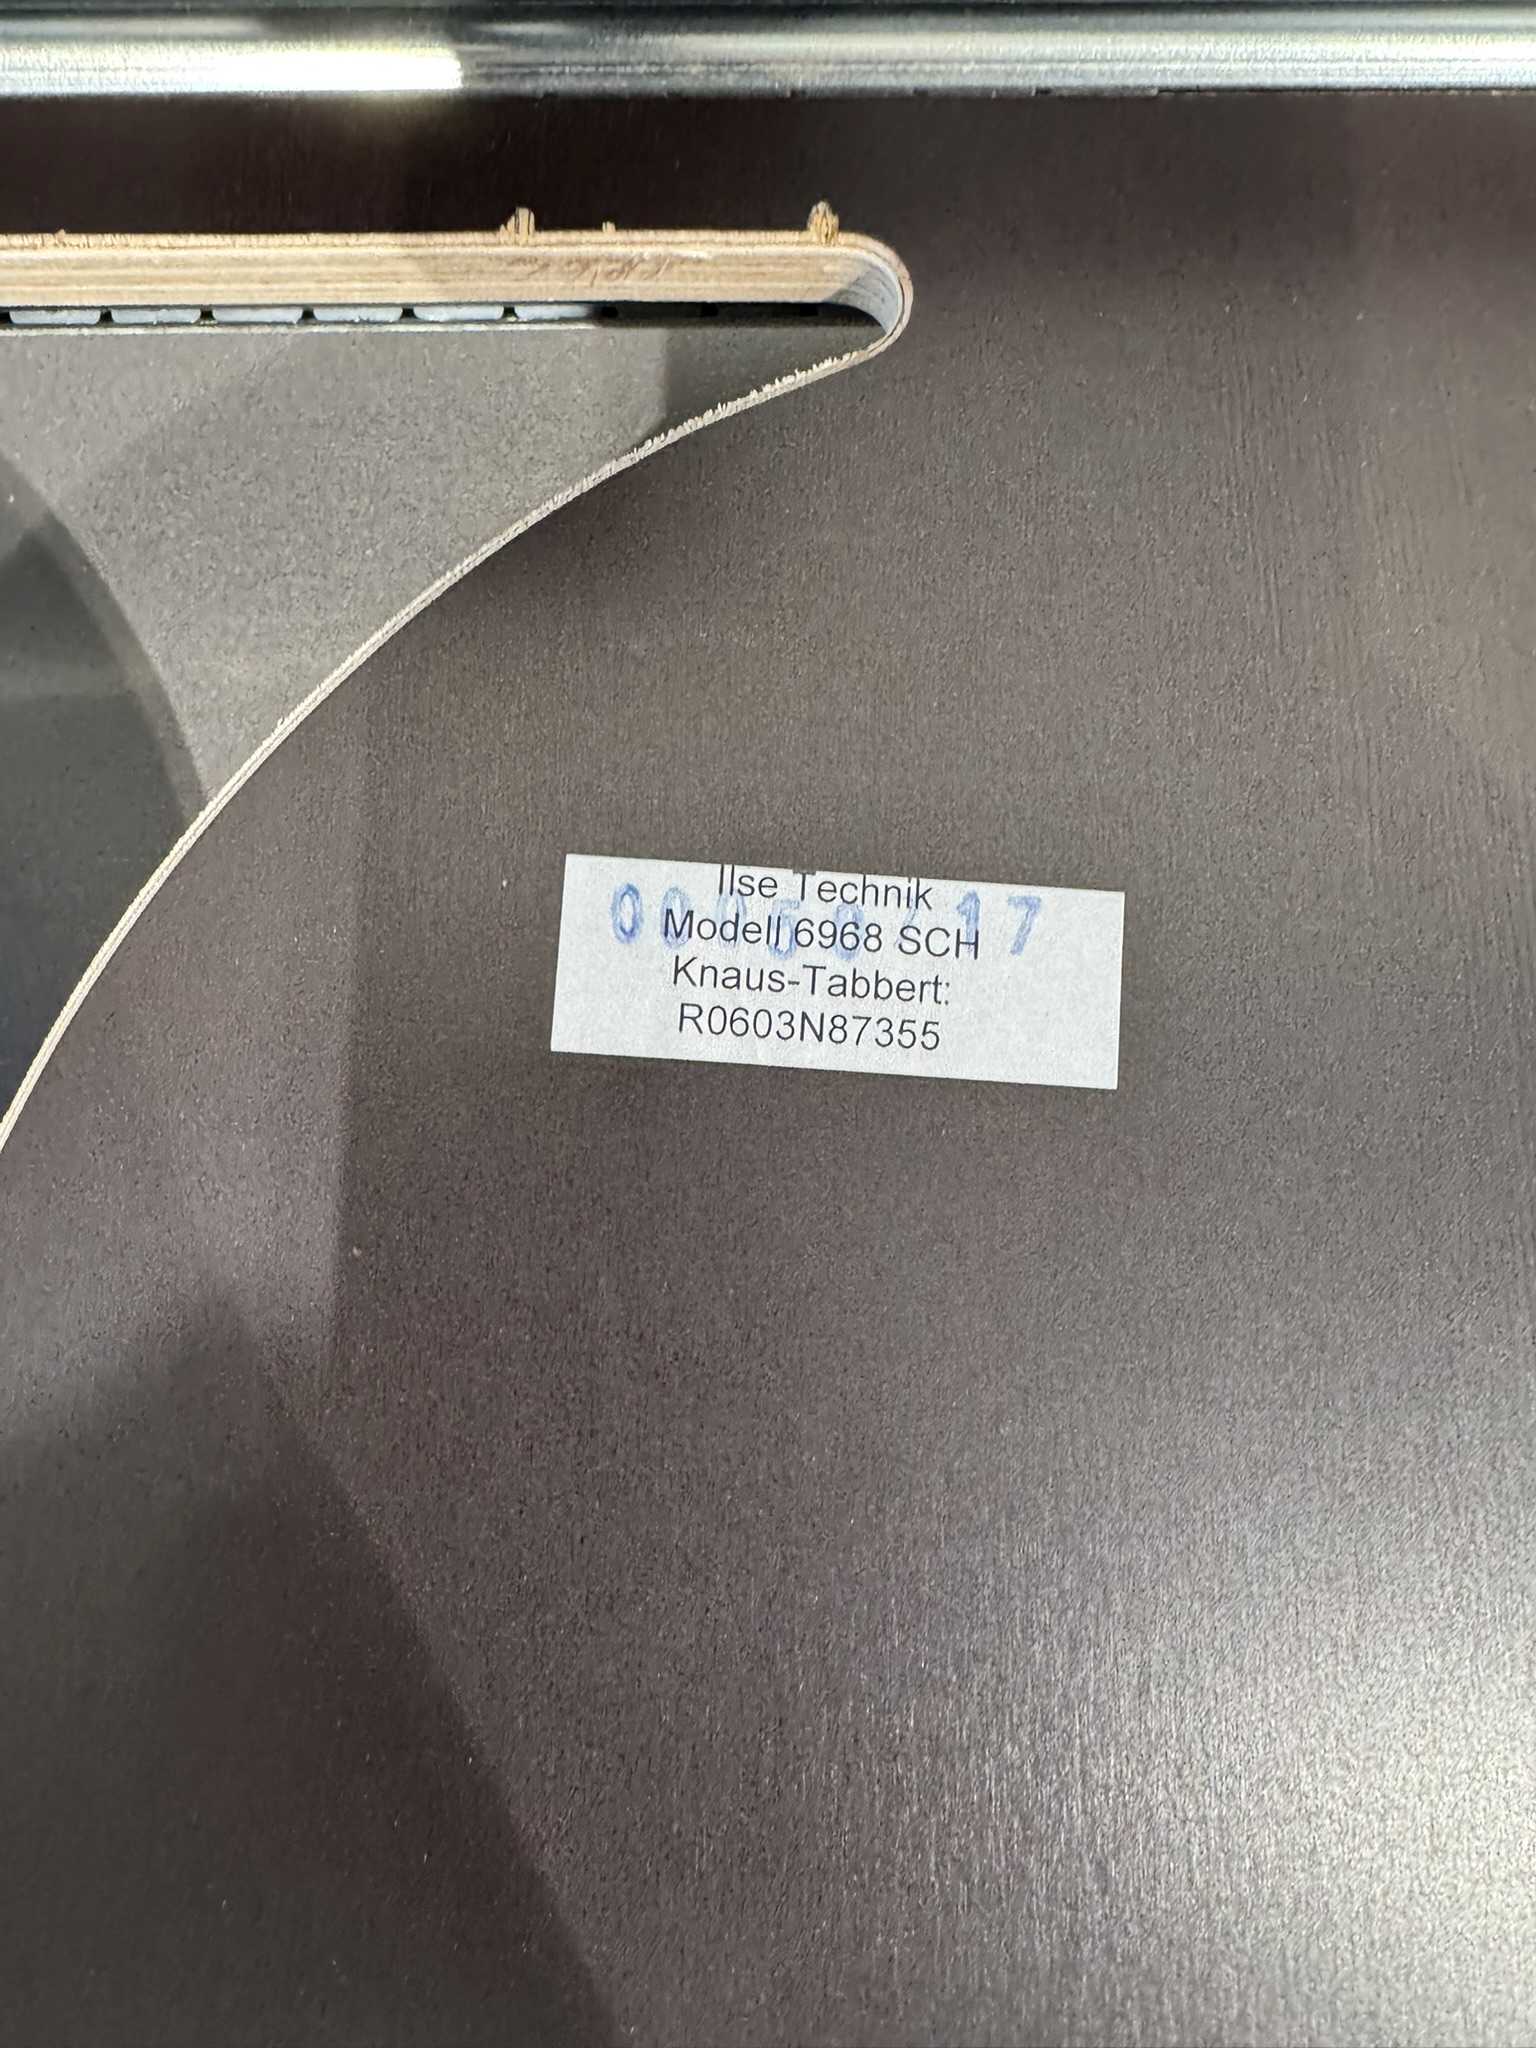 Ilse Technik
Modell 6968 SCH
Knaus-Tabbert:
R0603N87355